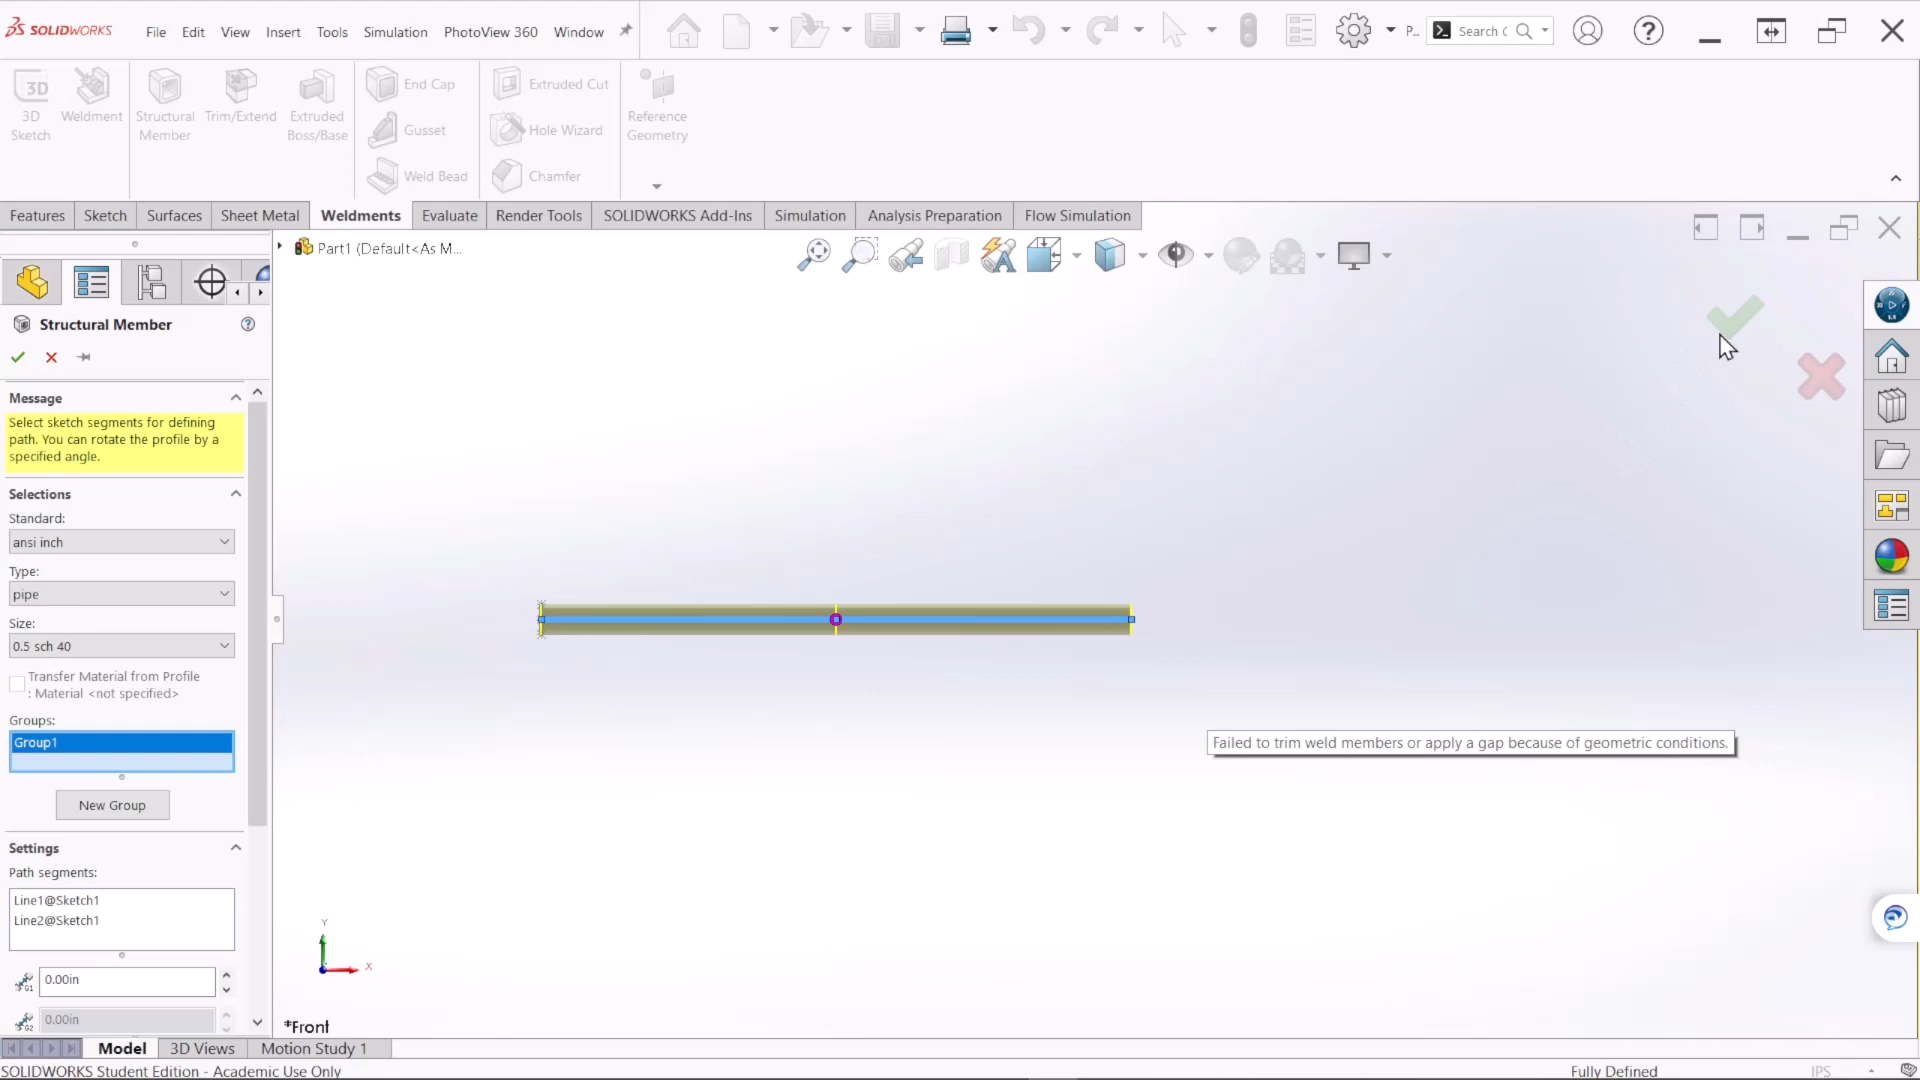 SOLIDWORKS
File Edit View Insert Tools Simulation PhotoView 360 Window
P..
Search C
3D
Sketch
Weldment
Structural
Member
Trim/Extend
Extruded
Boss/Base
End Cap
Gusset
Weld Bead
Extruded Cut
Hole Wizard
Chamfer
Reference
Geometry
Features Sketch Surfaces Sheet Metal Weldments Evaluate Render Tools SOLIDWORKS Add-Ins Simulation Analysis Preparation Flow Simulation
Part1 (Default<As M...
Structural Member
Message
Select sketch segments for defining
path. You can rotate the profile by a
specified angle.
Selections
Standard:
ansi inch
Type:
pipe
Size:
0.5 sch 40
Transfer Material from Profile
: Material <not specified>
Groups:
Group1
New Group
Settings
Path segments:
Line1@Sketch1
Line2@Sketch1
G1
0.00in
G2
0.00in
Failed to trim weld members or apply a gap because of geometric conditions.
Y
X
*Front
Model 3D Views Motion Study 1
SOLIDWORKS Student Edition - Academic Use Only
Fully Defined
IPS